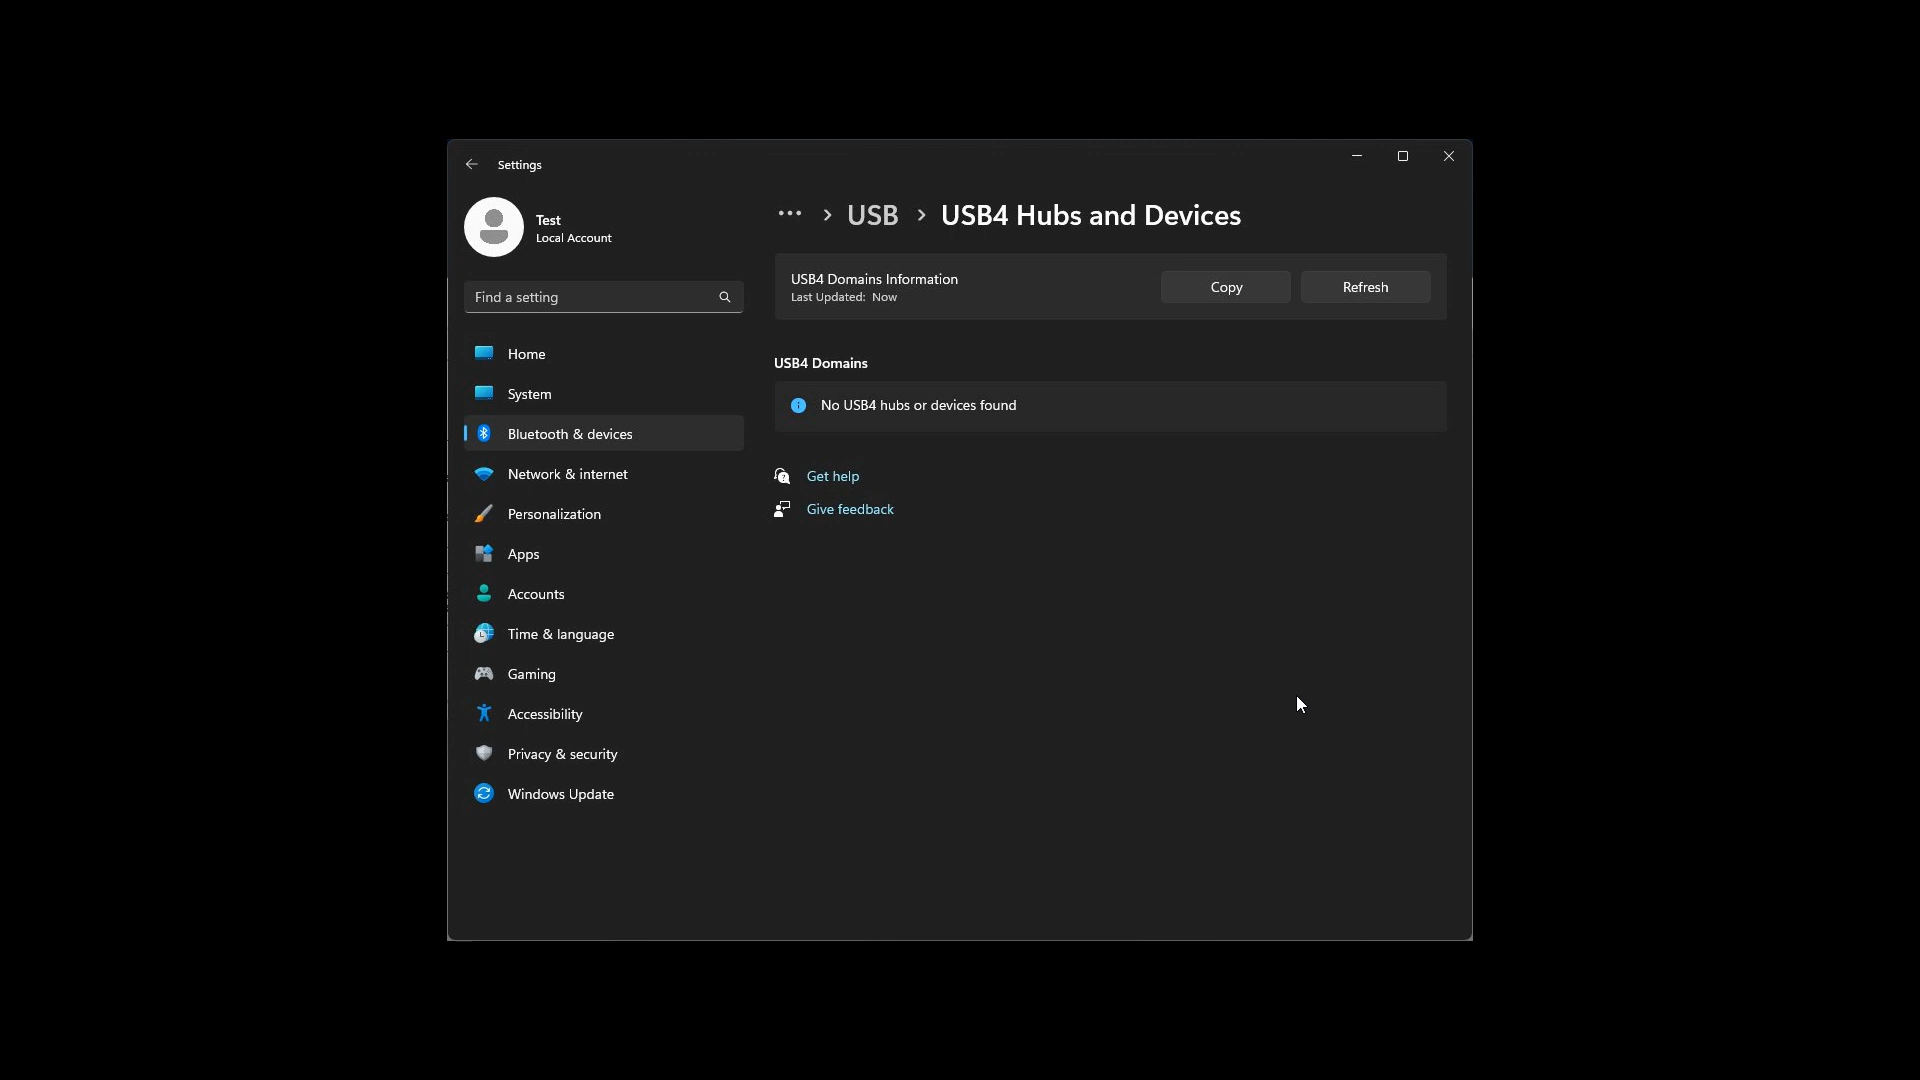 Settings
Test
Local Account
Find a setting
Home
System
Bluetooth & devices
Network & internet
Personalization
Apps
Accounts
Time & language
Gaming
Accessibility
Privacy & security
Windows Update
… > USB > USB4 Hubs and Devices
USB4 Domains Information
Last Updated: Now
Copy
Refresh
USB4 Domains
No USB4 hubs or devices found
Get help
Give feedback